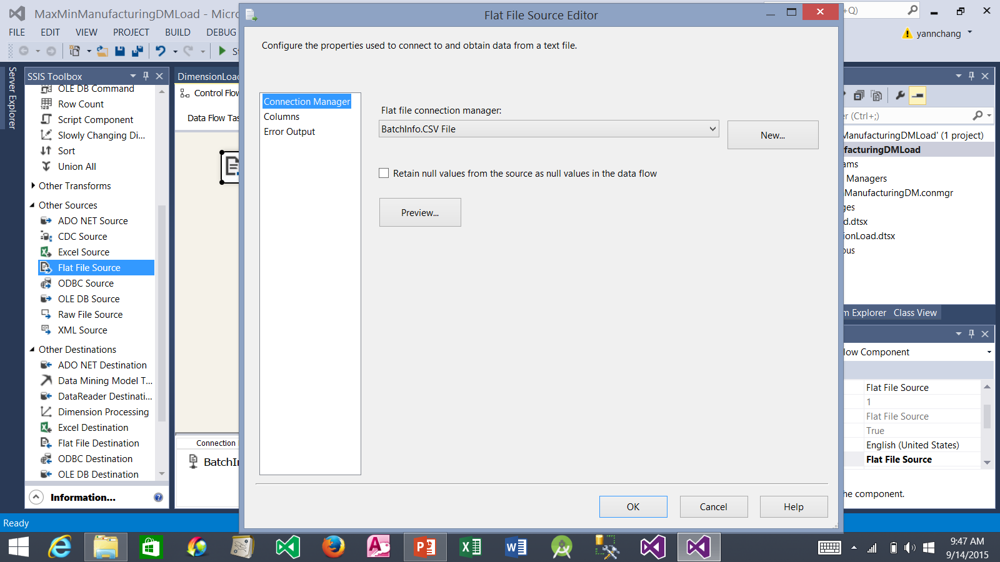 MaxMinManufacturingDMLoad - Micro
FILE EDIT VIEW PROJECT BUILD DEBUG
Flat File Source Editor
+Q)
yannchang
Server Explorer
SSIS Toolbox
OLE DB Command
Row Count
Script Component
Slowly Changing Di...
Sort
Union All
Other Transforms
Other Sources
ADO NET Source
CDC Source
Excel Source
Flat File Source
ODBC Source
OLE DB Source
Raw File Source
XML Source
Other Destinations
ADO NET Destination
Data Mining Model T...
DataReader Destinati...
Dimension Processing
Excel Destination
Flat File Destination
ODBC Destination
OLE DB Destination
Information...
Ready
DimensionLoad
Control Flow
Data Flow Tas
Connection
BatchIn
Configure the properties used to connect to and obtain data from a text file.
Connection Manager
Columns
Error Output
Flat file connection manager:
BatchInfo.CSV File
New...
Retain null values from the source as null values in the data flow
Preview...
OK Cancel Help
er (Ctrl+;)
ManufacturingDMLoad' (1 project)
facturingDMLoad
ams
Managers
ManufacturingDM.conmgr
ges
d.dtsx
ionLoad.dtsx
ous
m Explorer Class View
low Component
Flat File Source
1
Flat File Source
True
English (United States)
Flat File Source
he component.
9:47 AM
9/14/2015